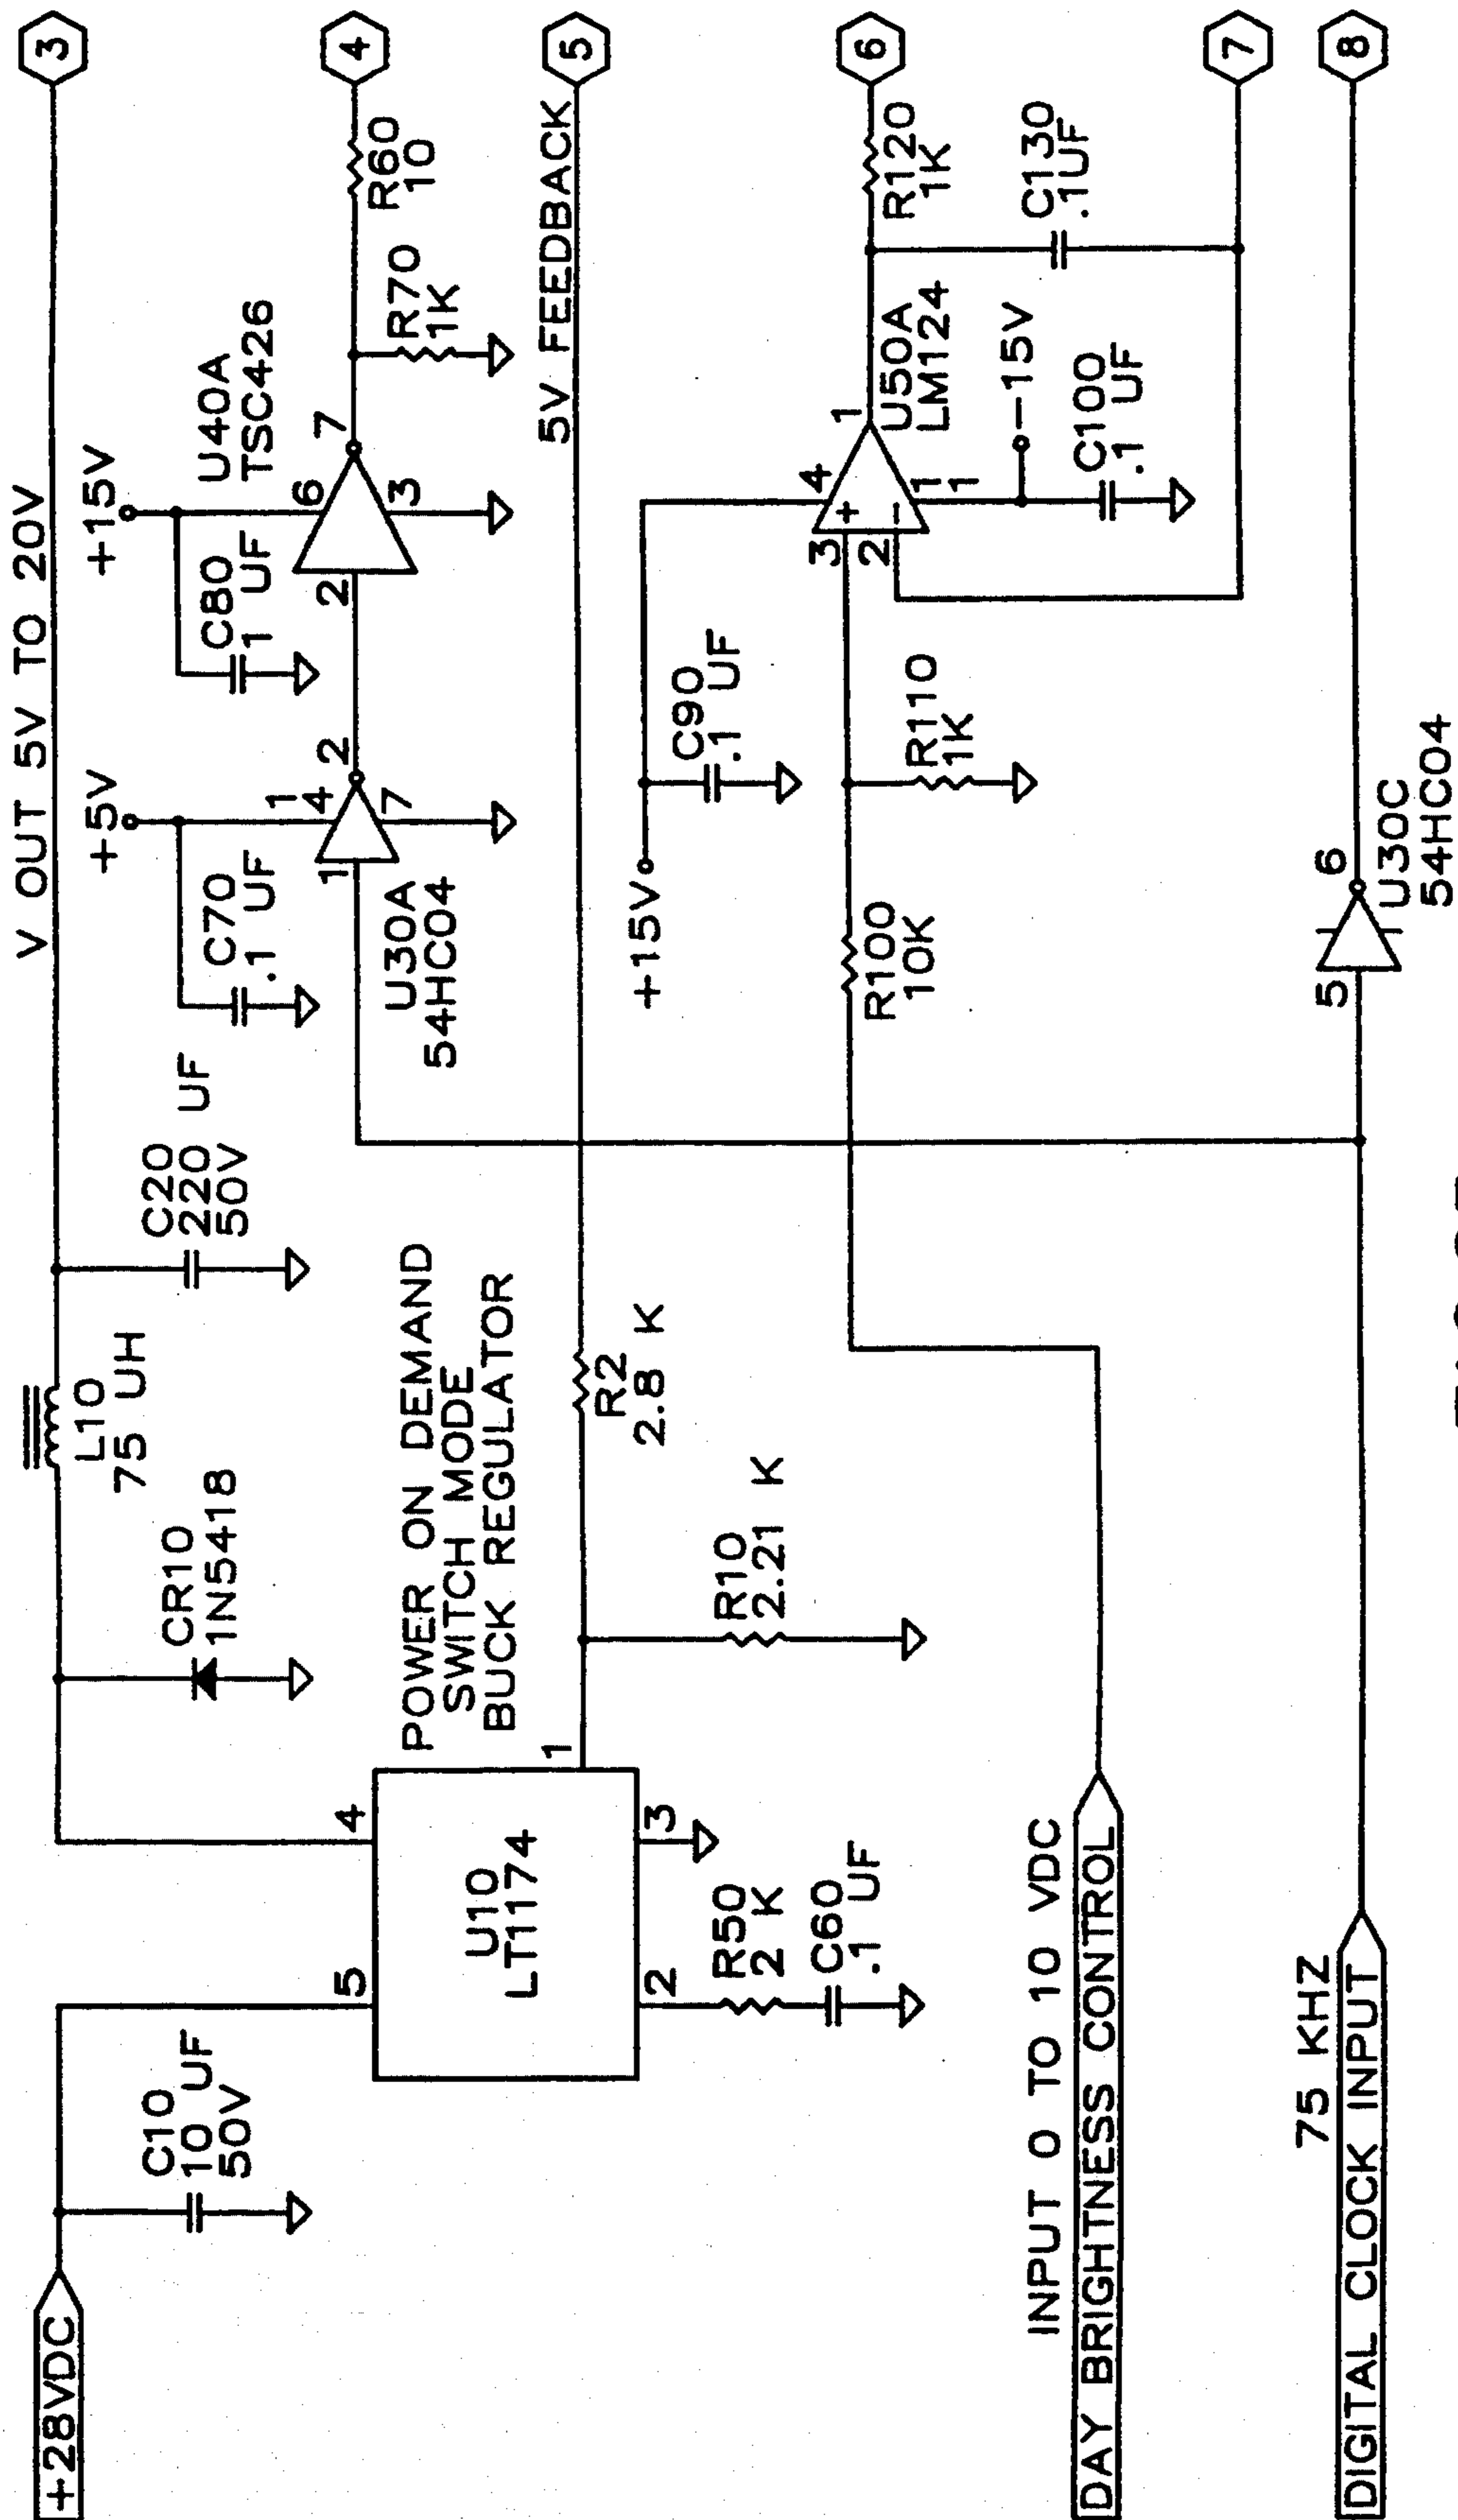 +28VDC
C10
10 UF
50V
5
4
U10
LT1174
2
3
1
R50
2 K
C60
.1 UF
CR10
1N5418
L10
75 UH
C20
220 UF
50V
V OUT 5V TO 20V
3
POWER ON DEMAND
SWITCH MODE
BUCK REGULATOR
R10
2.21 K
R2
2.8 K
5V FEEDBACK
5
+5V
C70
.1 UF
1
14
2
7
U30A
54HC04
+15V
C80
1 UF
2
6
7
3
U40A
TSC426
R70
1K
R60
10
4
INPUT 0 TO 10 VDC
DAY BRIGHTNESS CONTROL
R100
10K
R110
1K
+15V
C90
.1 UF
3
2
4
1
11
+
-
U50A
LM124
-15V
C100
.1 UF
R120
1K
C130
.1UF
6
7
75 KHZ
DIGITAL CLOCK INPUT
5
6
U30C
54HC04
8